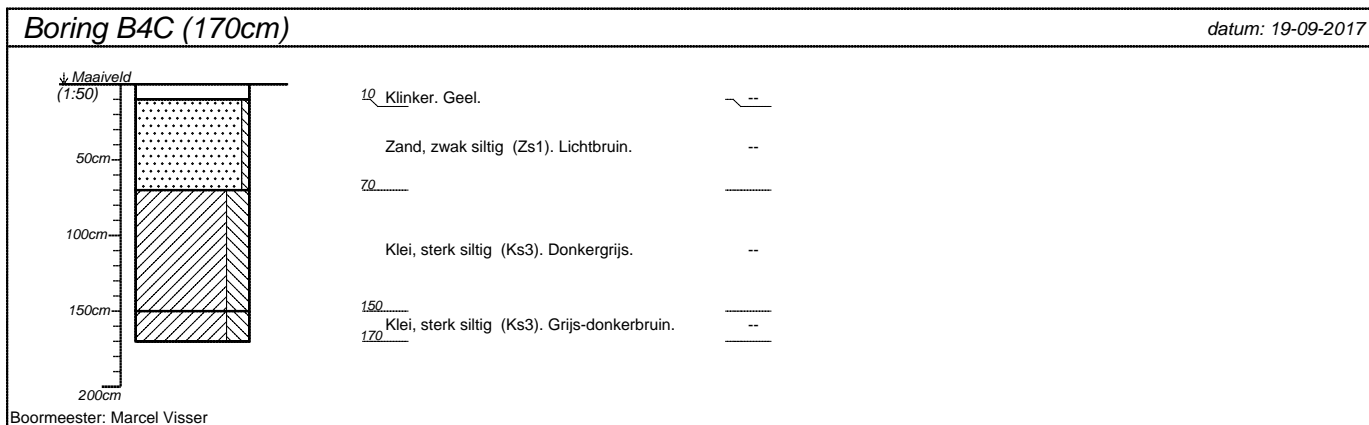 Boring B4C (170cm)
datum: 19-09-2017
Maaiveld
(1:50)
10 Klinker. Geel. --
50cm
Zand, zwak siltig (Zs1). Lichtbruin. --
70
100cm
Klei, sterk siltig (Ks3). Donkergrijs. --
150cm
150
Klei, sterk siltig (Ks3). Grijs-donkerbruin. --
170
200cm
Boormeester: Marcel Visser